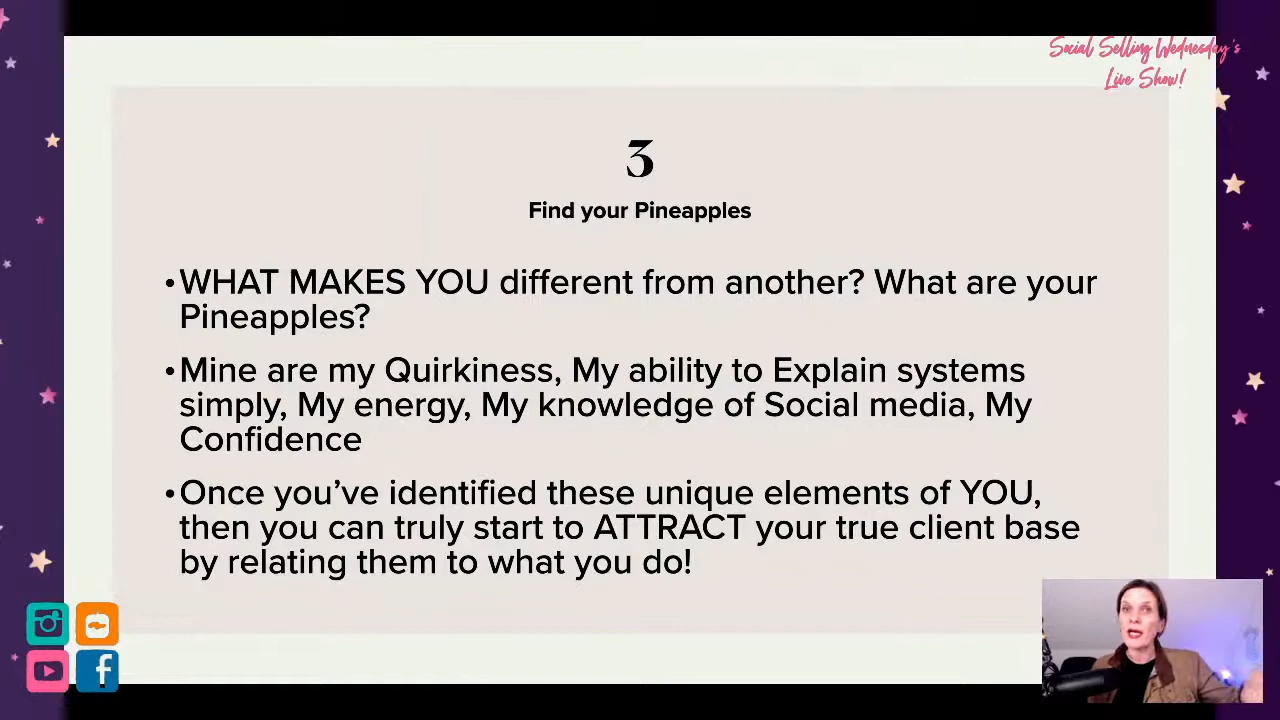 Social Selling Wednesday's
Live Show!
3
Find your Pineapples
•WHAT MAKES YOU different from another? What are your
Pineapples?
•Mine are my Quirkiness, My ability to Explain systems
simply, My energy, My knowledge of Social media, My
Confidence
•Once you’ve identified these unique elements of YOU,
then you can truly start to ATTRACT your true client base
by relating them to what you do!